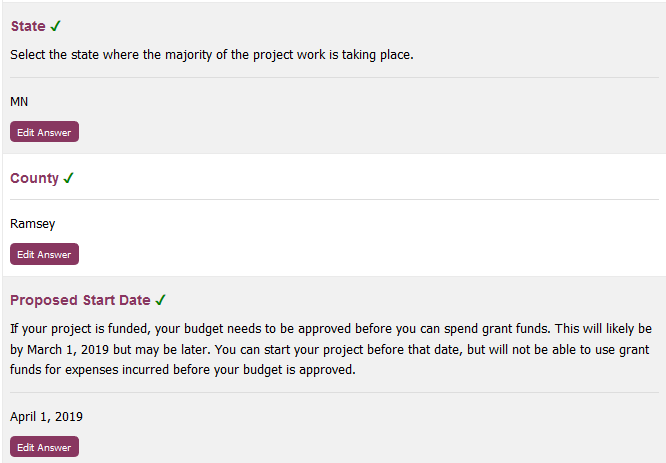 State ✓
Select the state where the majority of the project work is taking place.
MN
Edit Answer
County ✓
Ramsey
Edit Answer
Proposed Start Date ✓
If your project is funded, your budget needs to be approved before you can spend grant funds. This will likely be
by March 1, 2019 but may be later. You can start your project before that date, but will not be able to use grant
funds for expenses incurred before your budget is approved.
April 1, 2019
Edit Answer